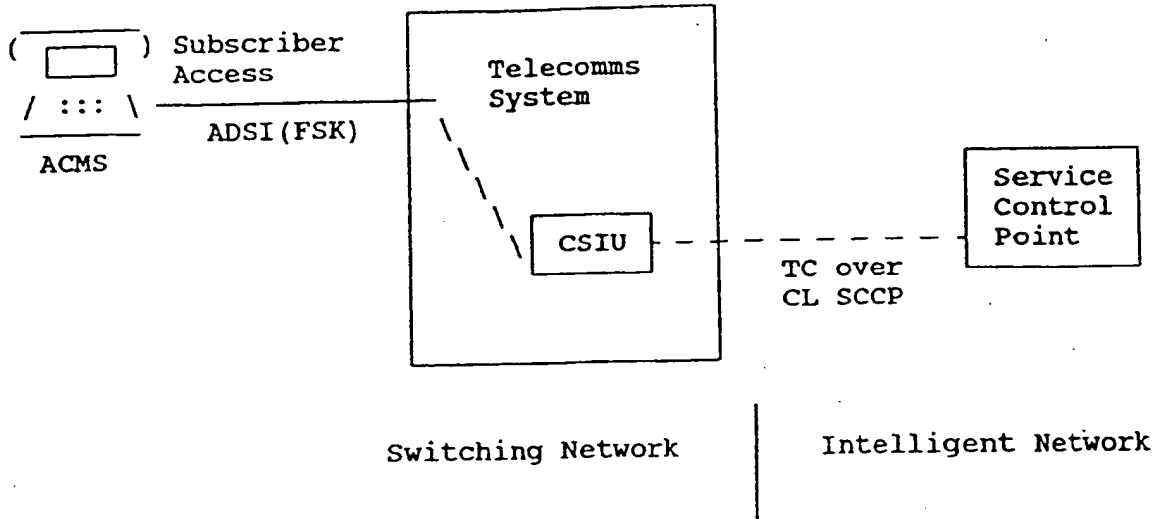 Subscriber
Access
ADSI(FSK)
ACMS
Telecomms
System
CSIU
TC over
CL SCCP
Service
Control
Point
Switching Network
Intelligent Network